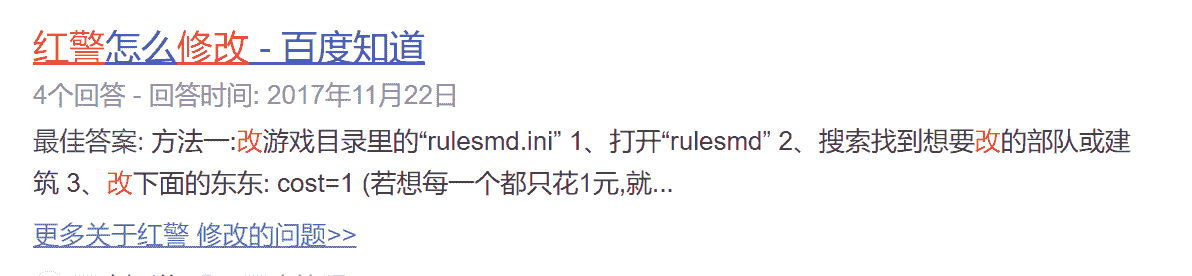 红警怎么修改 - 百度知道
4个回答 - 回答时间: 2017年11月22日
最佳答案: 方法一:改游戏目录里的“rulesmd.ini” 1、打开“rulesmd” 2、搜索找到想要改的部队或建
筑 3、改下面的东东: cost=1 (若想每一个都只花1元,就...
更多关于红警 修改的问题>>